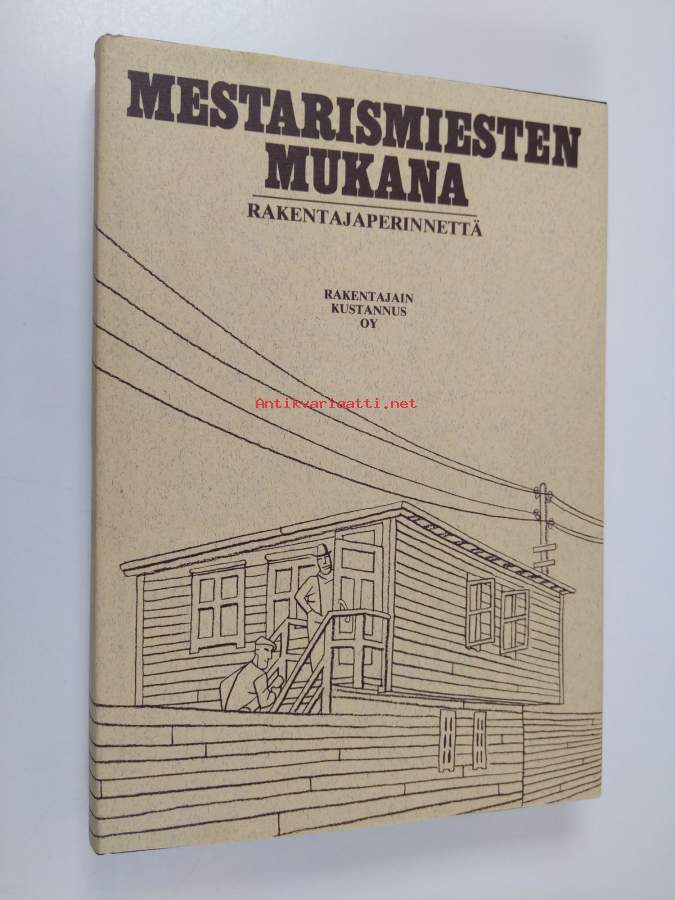 MESTARISMIESTEN
MUKANA
RAKENTAJAPERINNETTÄ
RAKENTAJAIN
KUSTANNUS
OY
Antikvariaatti.net